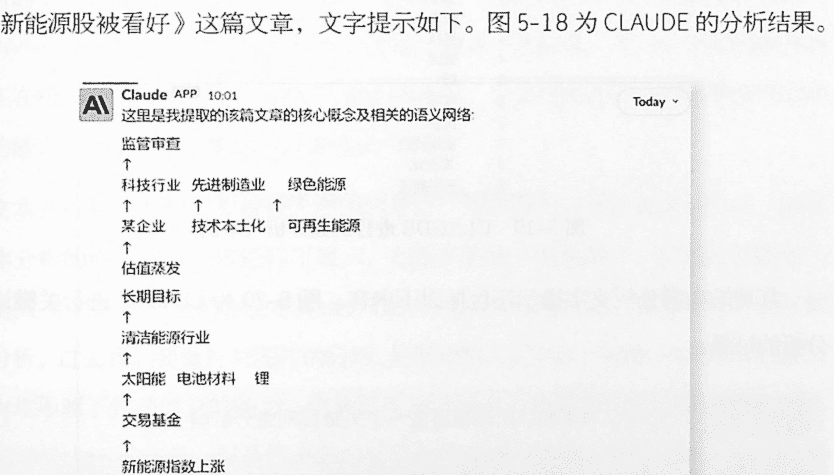 新能源股被看好》这篇文章，文字提示如下。图 5-18 为 CLAUDE 的分析结果。
Claude APP 10:01
Today
这里是我提取的该篇文章的核心概念及相关的语义网络:
监管审查
↑
科技行业 先进制造业 绿色能源
↑ ↑ ↑
某企业 技术本土化 可再生能源
↑
估值蒸发
长期目标
↑
清洁能源行业
↑
太阳能 电池材料 锂
↑
交易基金
↑
新能源指数上涨